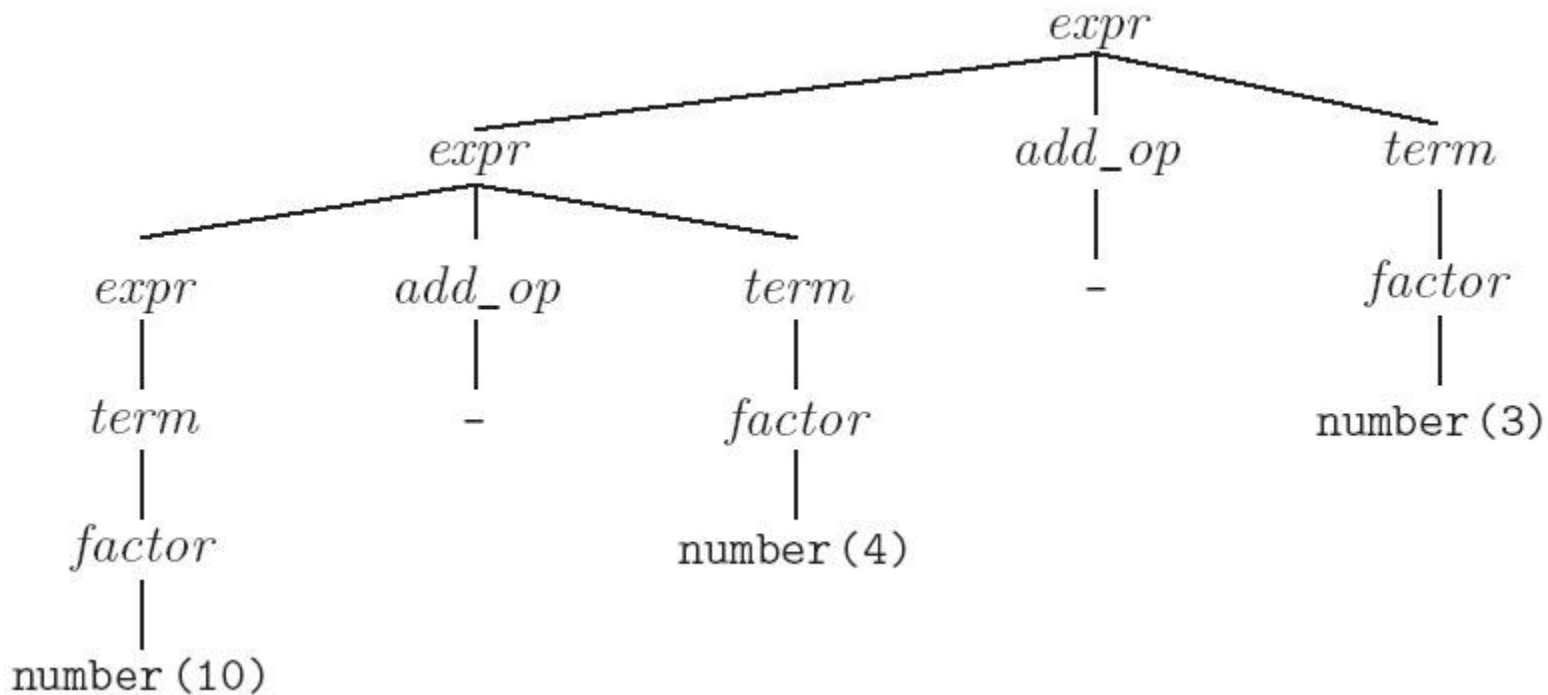 expr
expr add_op term
expr add_op term - factor
term - factor number(3)
factor number(4)
number(10)